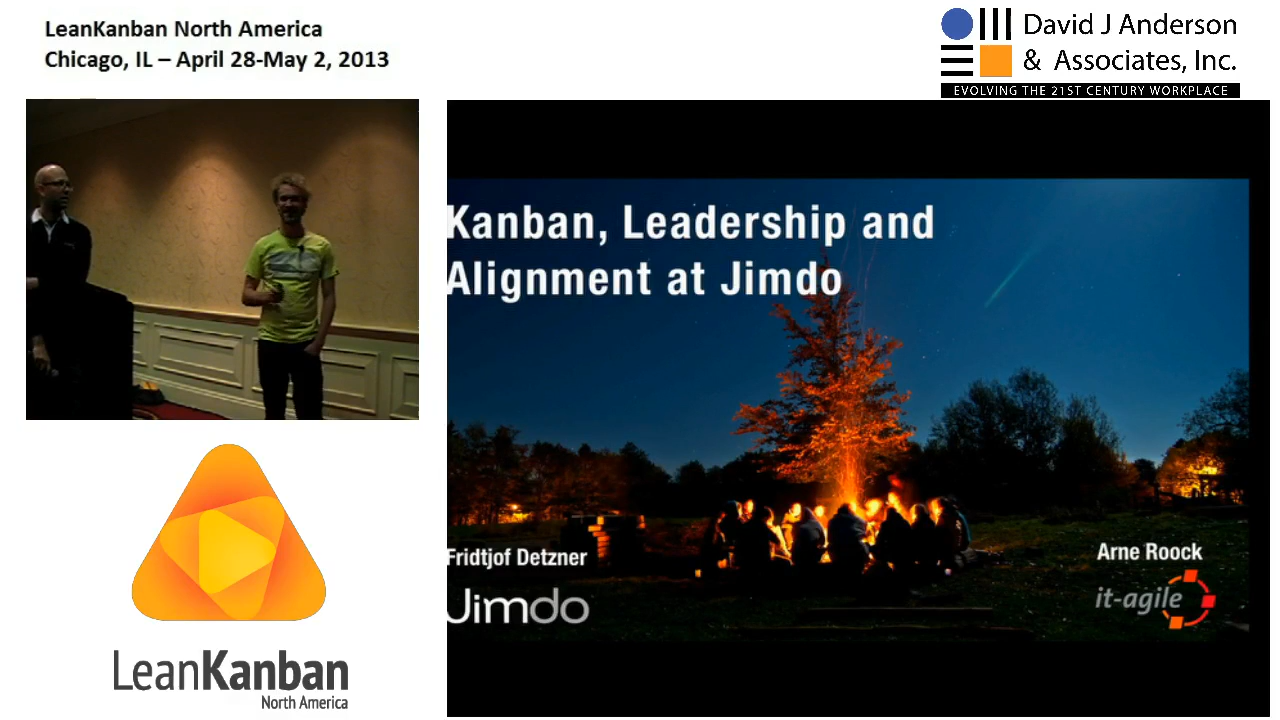 LeanKanban North America
Chicago, IL – April 28-May 2, 2013
David J Anderson
& Associates, Inc.
EVOLVING THE 21ST CENTURY WORKPLACE
Kanban, Leadership and
Alignment at Jimdo
Fridtjof Detzner
Jimdo
Arne Roock
it-agile
LeanKanban
North America